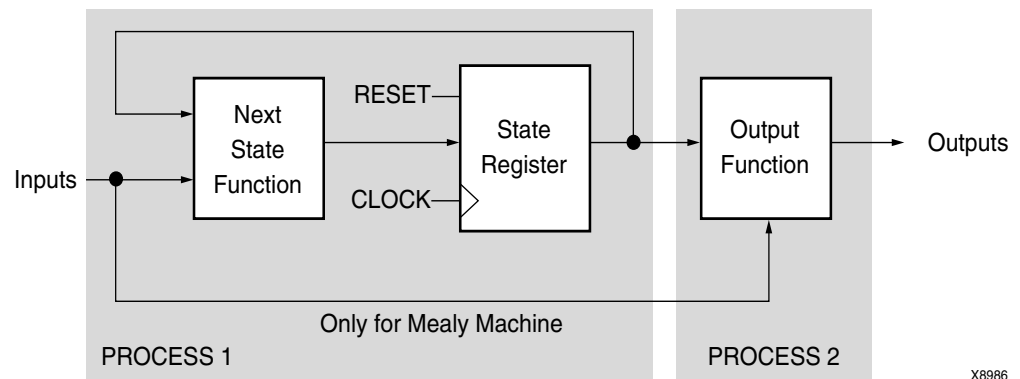 RESET
Next
State
Function
State
Register
Output
Function
Outputs
Inputs
CLOCK
Only for Mealy Machine
PROCESS 1
PROCESS 2
X8986